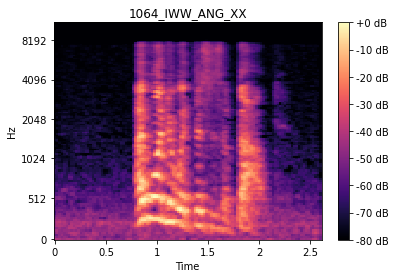 1064_IWW_ANG_XX
+0 dB
8192
-10 dB
4096
-20 dB
-30 dB
2048
Hz
-40 dB
1024
-50 dB
-60 dB
512
-70 dB
0
-80 dB
0 0.5 1 1.5 2 2.5
Time